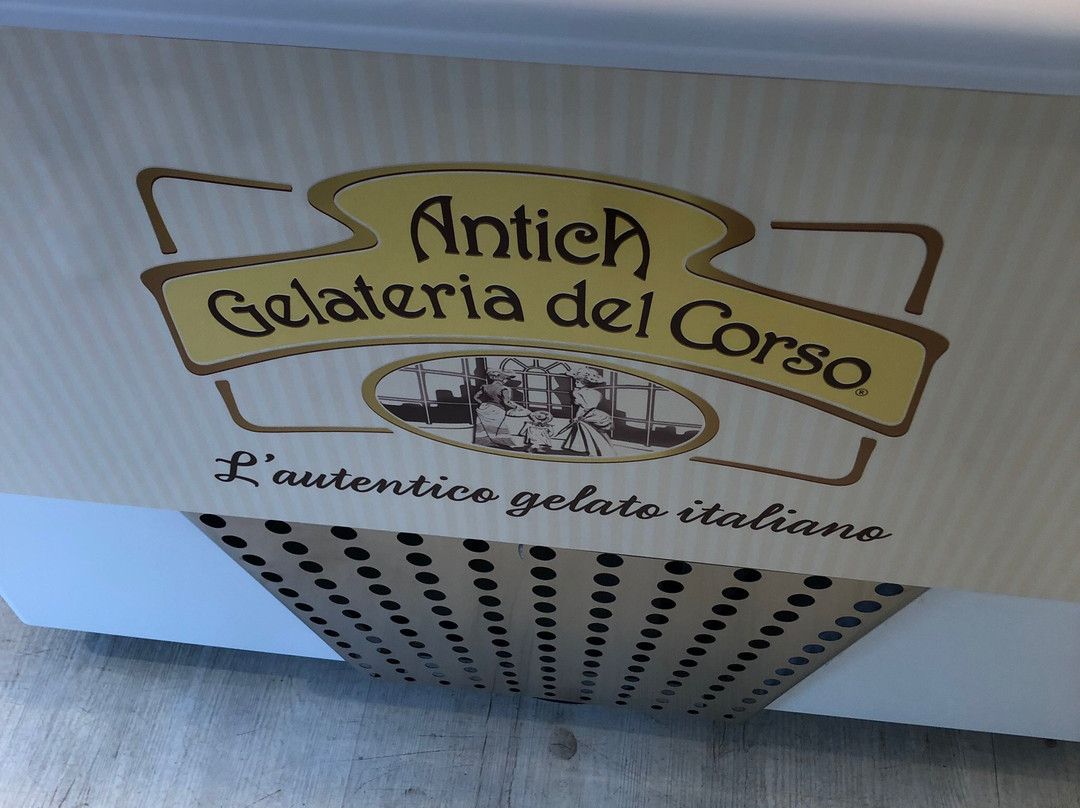 AnticA
Gelateria del Corso®
L'autentico gelato italiano